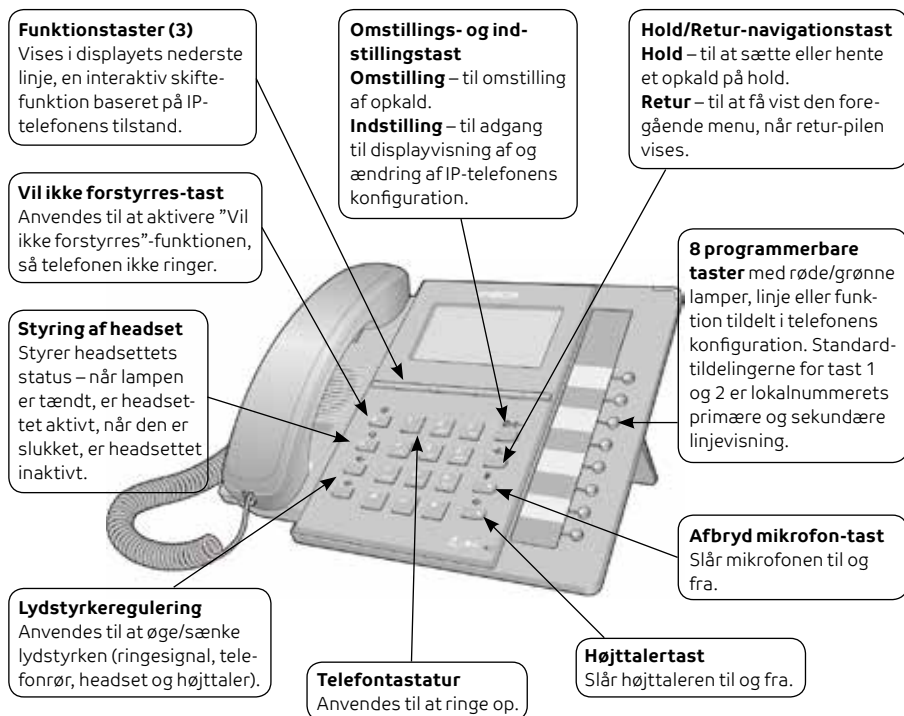 Funktionstaster (3)
Vises i displayets nederste
linje, en interaktiv skifte-
funktion baseret på IP-
telefonens tilstand.
Omstillings- og ind-
stillingstast
Omstilling – til omstilling
af opkald.
Indstilling – til adgang
til displayvisning af og
ændring af IP-telefonens
konfiguration.
Hold/Retur-navigationstast
Hold – til at sætte eller hente
et opkald på hold.
Retur – til at få vist den fore-
gående menu, når retur-pilen
vises.
Vil ikke forstyrres-tast
Anvendes til at aktivere ”Vil
ikke forstyrres”-funktionen,
så telefonen ikke ringer.
8 programmerbare
taster med røde/grønne
lamper, linje eller funk-
tion tildelt i telefonens
konfiguration. Standard-
tildelingerne for tast 1
og 2 er lokalnummerets
primære og sekundære
linjevisning.
Styring af headset
Styrer headsettets
status – når lampen
er tændt, er headset-
tet aktivt, når den er
slukket, er headsettet
inaktivt.
Afbryd mikrofon-tast
Slår mikrofonen til og
fra.
Lydstyrkeregulering
Anvendes til at øge/sænke
lydstyrken (ringesignal, tele-
fonrør, headset og højttaler).
Telefontastatur
Anvendes til at ringe op.
Højttalertast
Slår højttaleren til og fra.